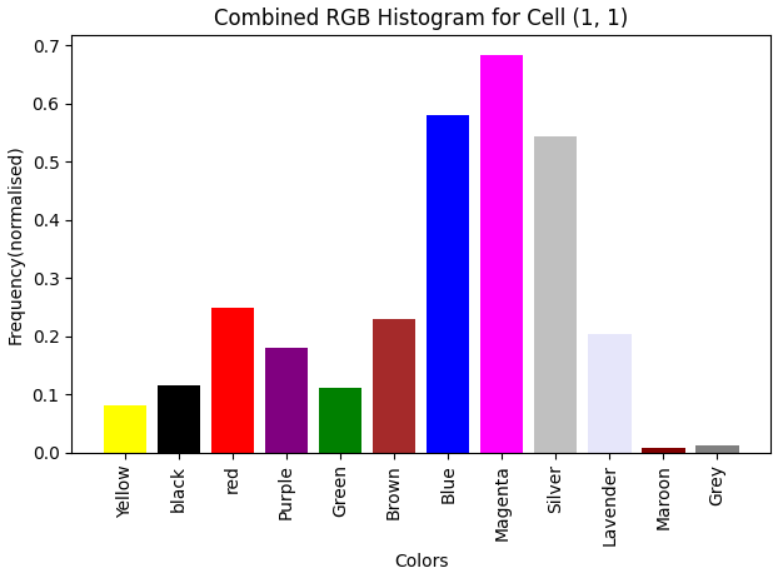 Combined RGB Histogram for Cell (1, 1)
Frequency(normalised)
0.7
0.6
0.5
0.4
0.3
0.2
0.1
0.0
Yellow
black
red
Purple
Green
Brown
Blue
Magenta
Silver
Lavender
Maroon
Grey
Colors